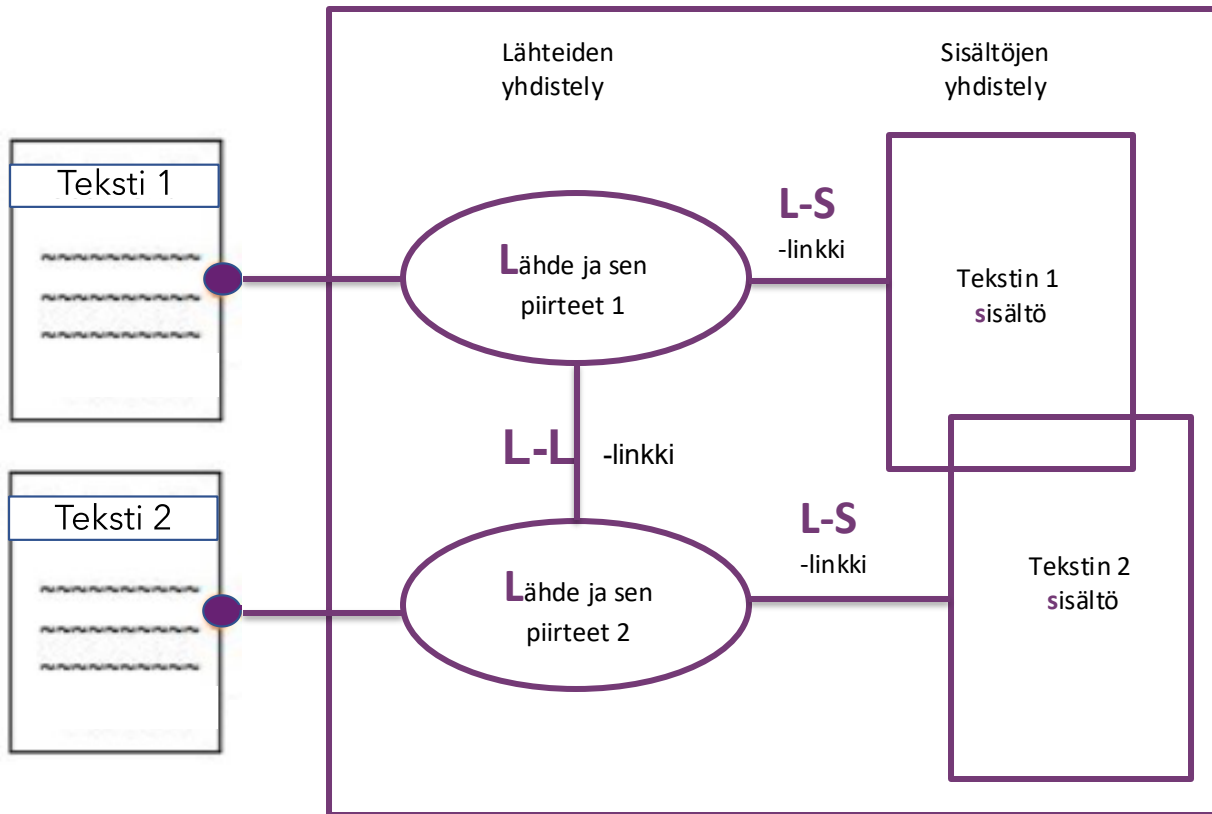 Lähteiden
yhdistely
Sisältöjen
yhdistely
Teksti 1
Lähde ja sen
piirteet 1
L-S
-linkki
Tekstin 1
sisältö
L-L -linkki
Teksti 2
Lähde ja sen
piirteet 2
L-S
-linkki
Tekstin 2
sisältö